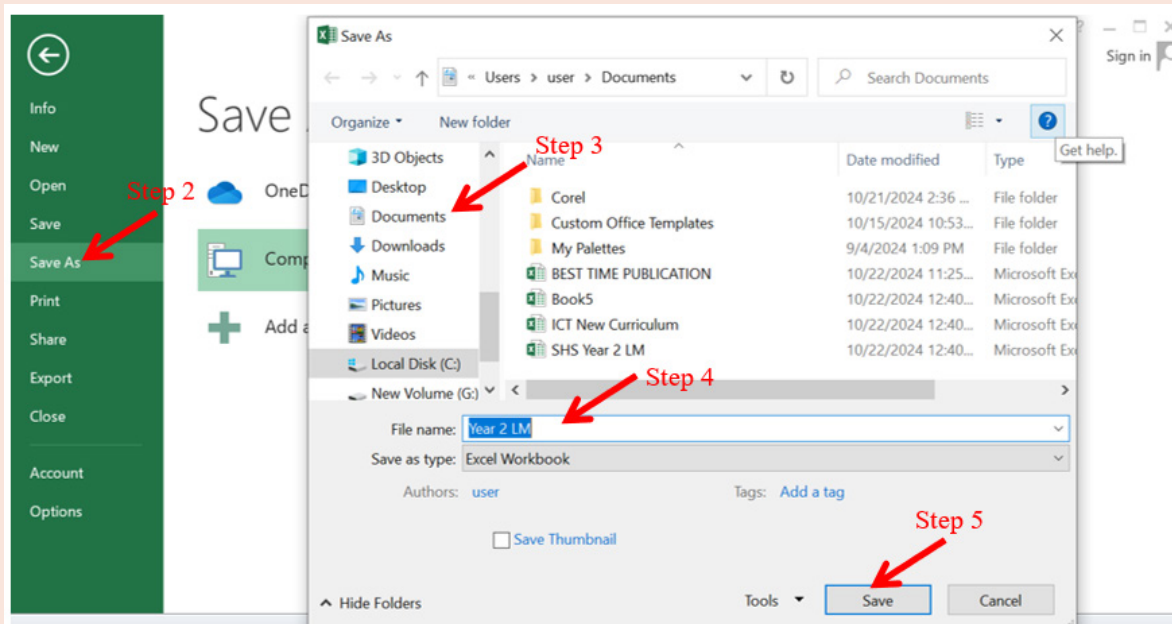 Save As
?
Sign in
« Users > user > Documents
Search Documents
Organize
New folder
Get help.
Info
New
Open
Save
Save As
Print
Share
Export
Close
Account
Options
Save
Step 2
OneD
Comp
Add a
Step 3
3D Objects
Desktop
Documents
Downloads
Music
Pictures
Videos
Local Disk (C:)
New Volume (G:)
Name Date modified Type
Corel 10/21/2024 2:36 ... File folder
Custom Office Templates 10/15/2024 10:53... File folder
My Palettes 9/4/2024 1:09 PM File folder
BEST TIME PUBLICATION 10/22/2024 11:25... Microsoft Ex
Book5 10/22/2024 12:40... Microsoft Ex
ICT New Curriculum 10/22/2024 12:40... Microsoft Ex
SHS Year 2 LM 10/22/2024 12:40... Microsoft Ex
Step 4
File name: Year 2 LM
Save as type: Excel Workbook
Authors: user Tags: Add a tag
Save Thumbnail
Step 5
Hide Folders
Tools Save Cancel